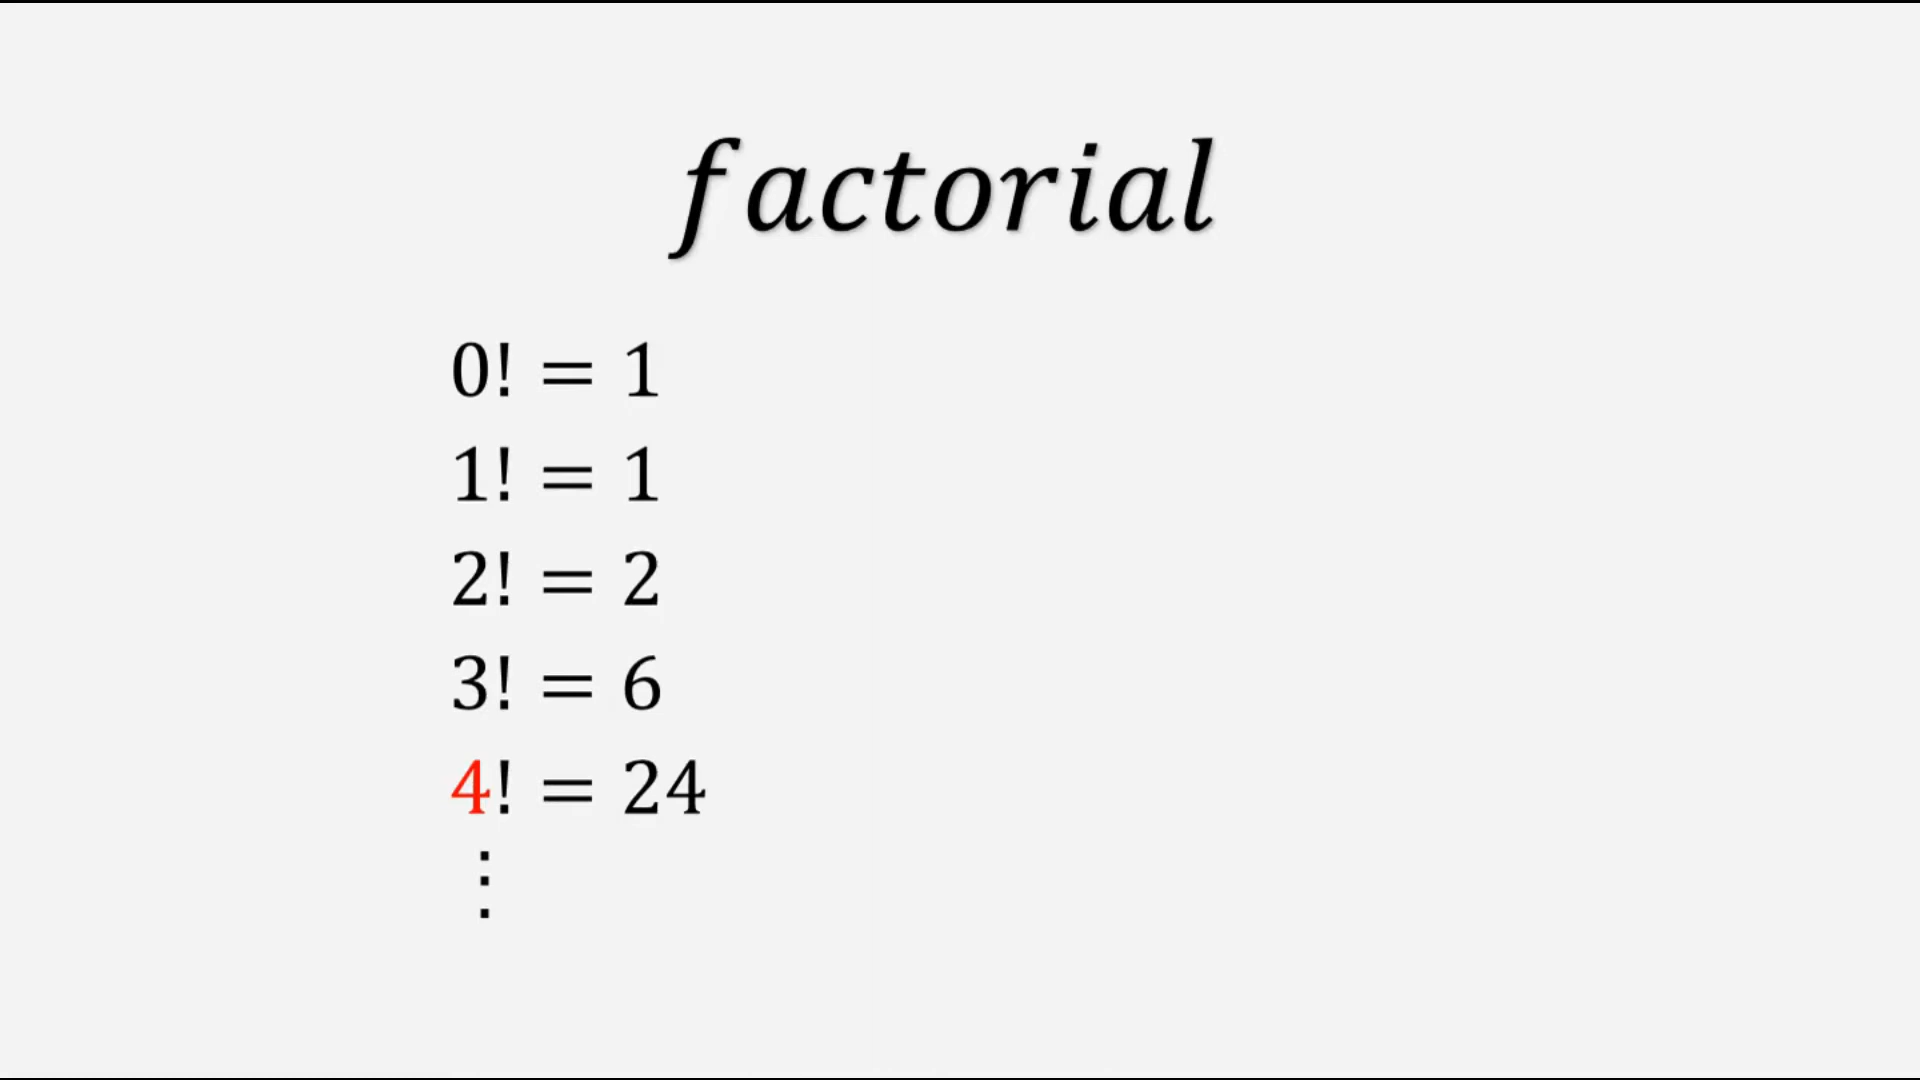 factorial
0! = 1
1! = 1
2! = 2
3! = 6
4! = 24
⋮